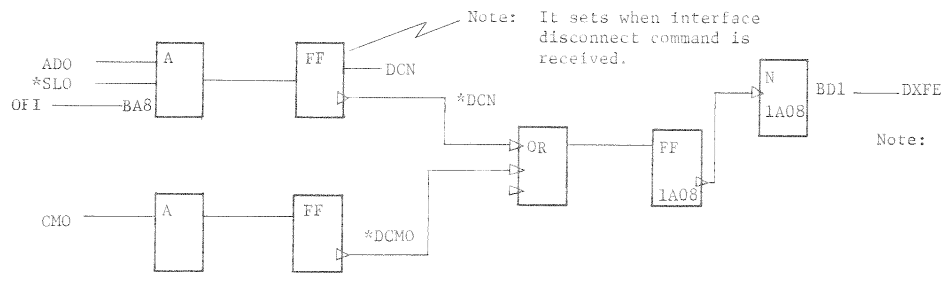 Note: It sets when interface
disconnect command is
received.
A
FF
N
ADO
*SLO
OFI
BA8
DCN
*DCN
BD1
DXFE
1A08
OR
FF
1A08
Note:
A
FF
CMO
*DCMO